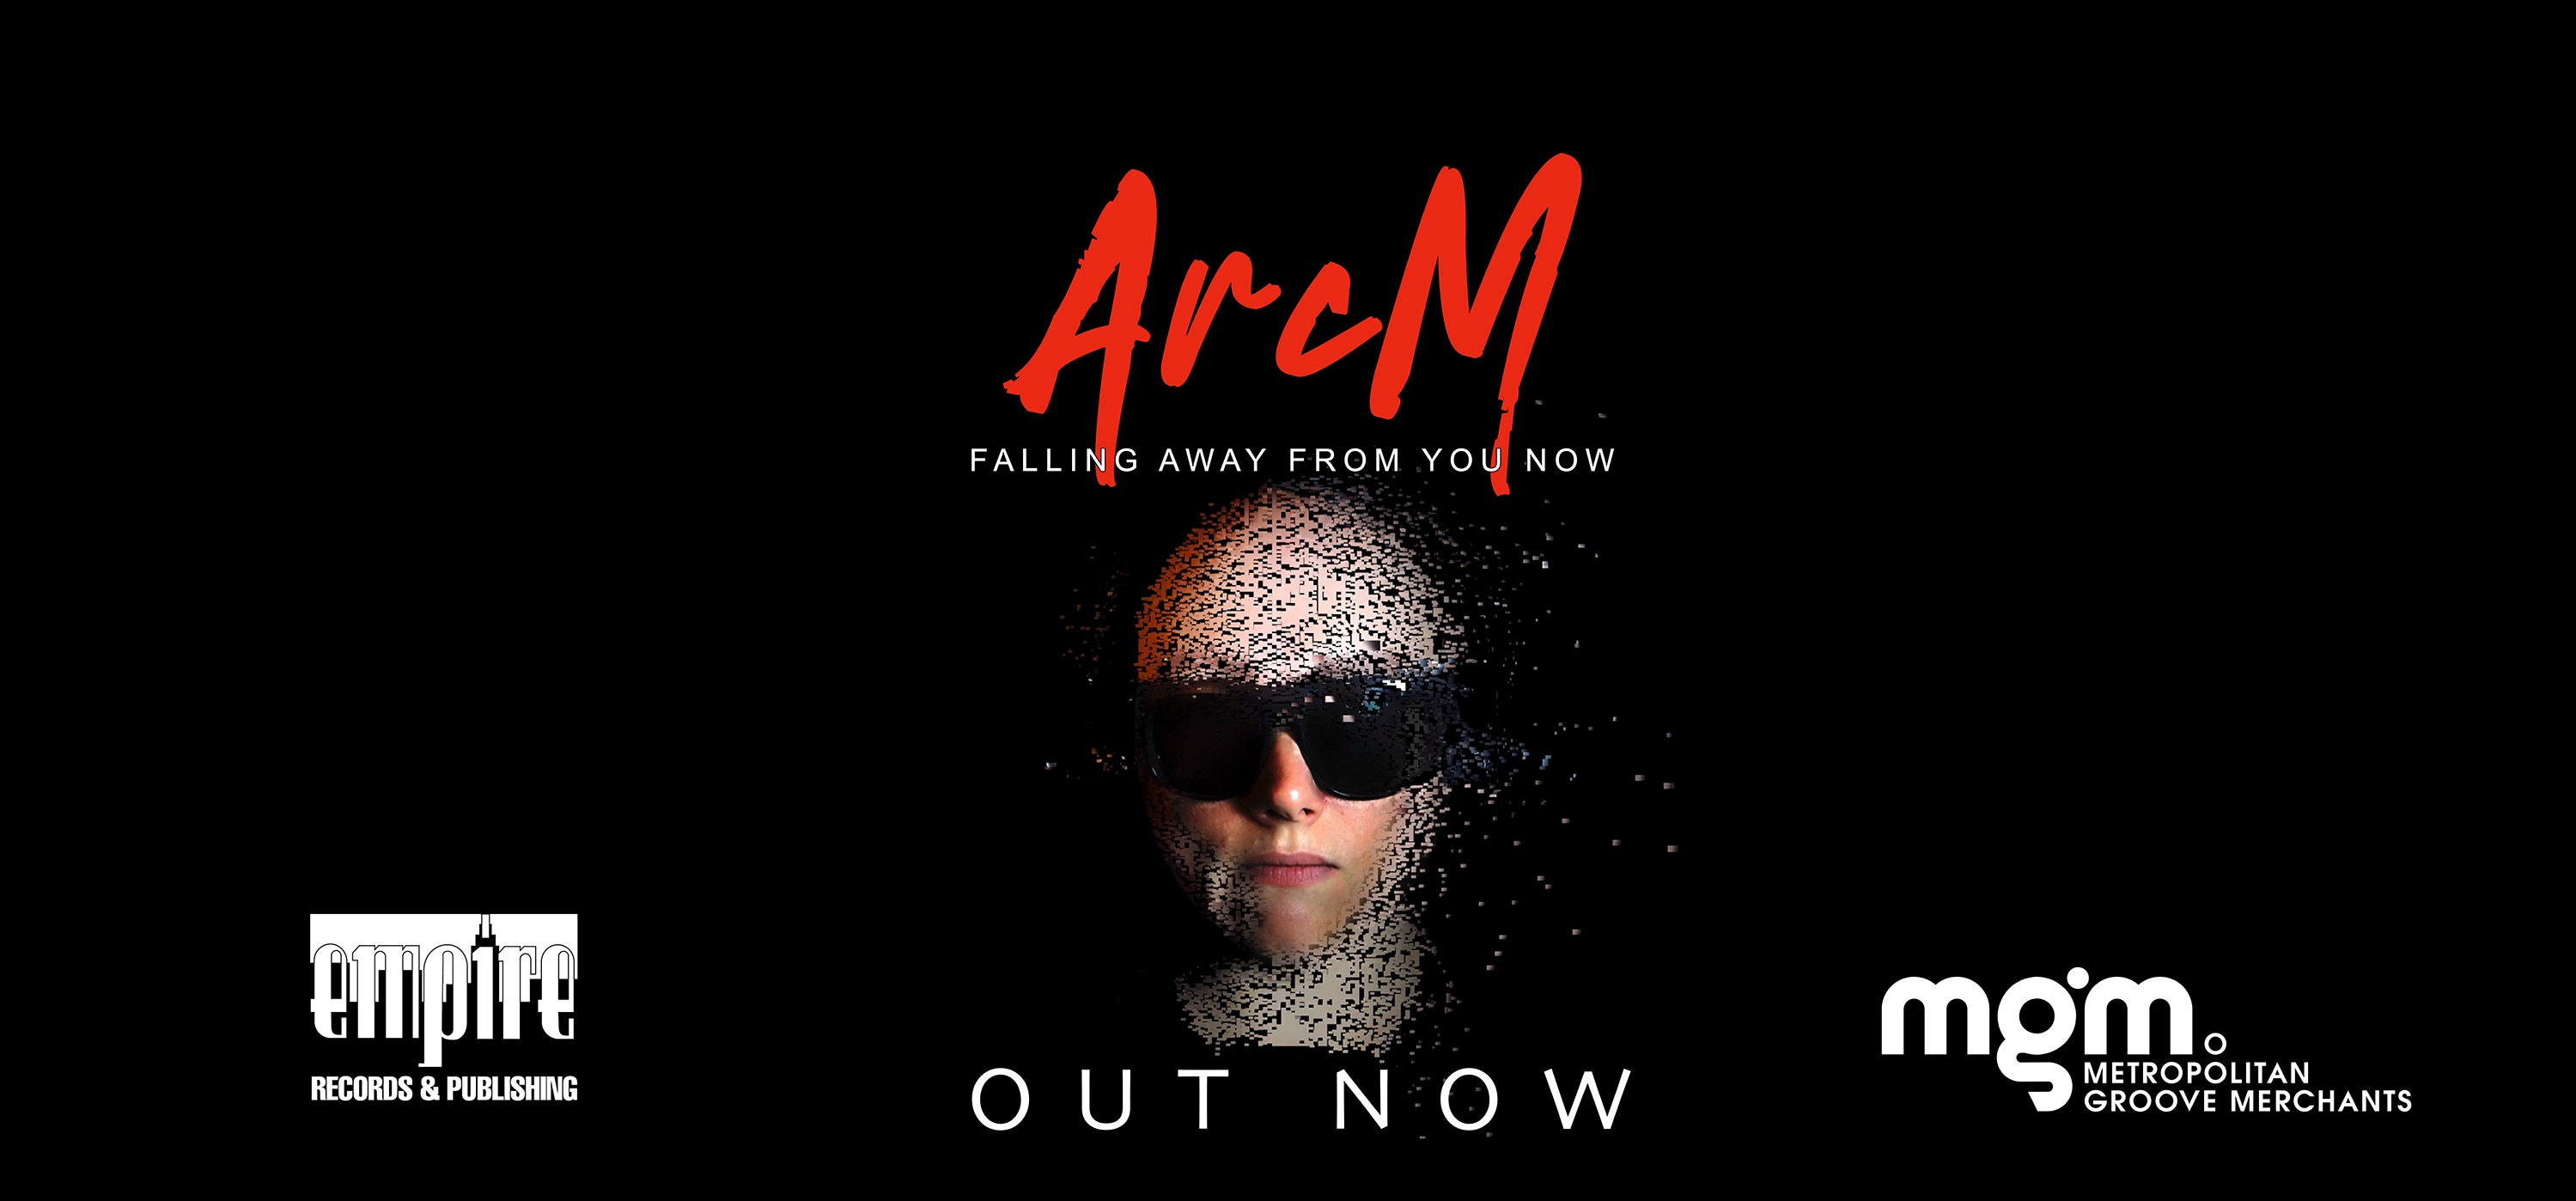 ArcM
FALLING AWAY FROM YOU NOW
empire
RECORDS & PUBLISHING
OUT NOW
mgm.
METROPOLITAN
GROOVE MERCHANTS